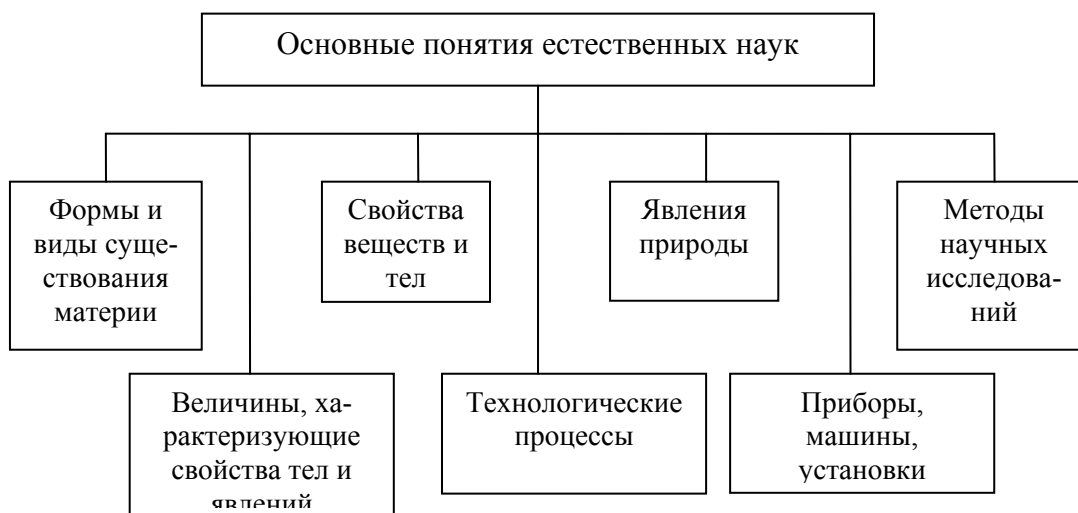 Основные понятия естественных наук
Формы и
виды суще-
ствования
материи
Свойства
веществ и
тел
Явления
природы
Методы
научных
исследова-
ний
Величины, ха-
рактеризующие
свойства тел и
явлений
Технологические
процессы
Приборы,
машины,
установки